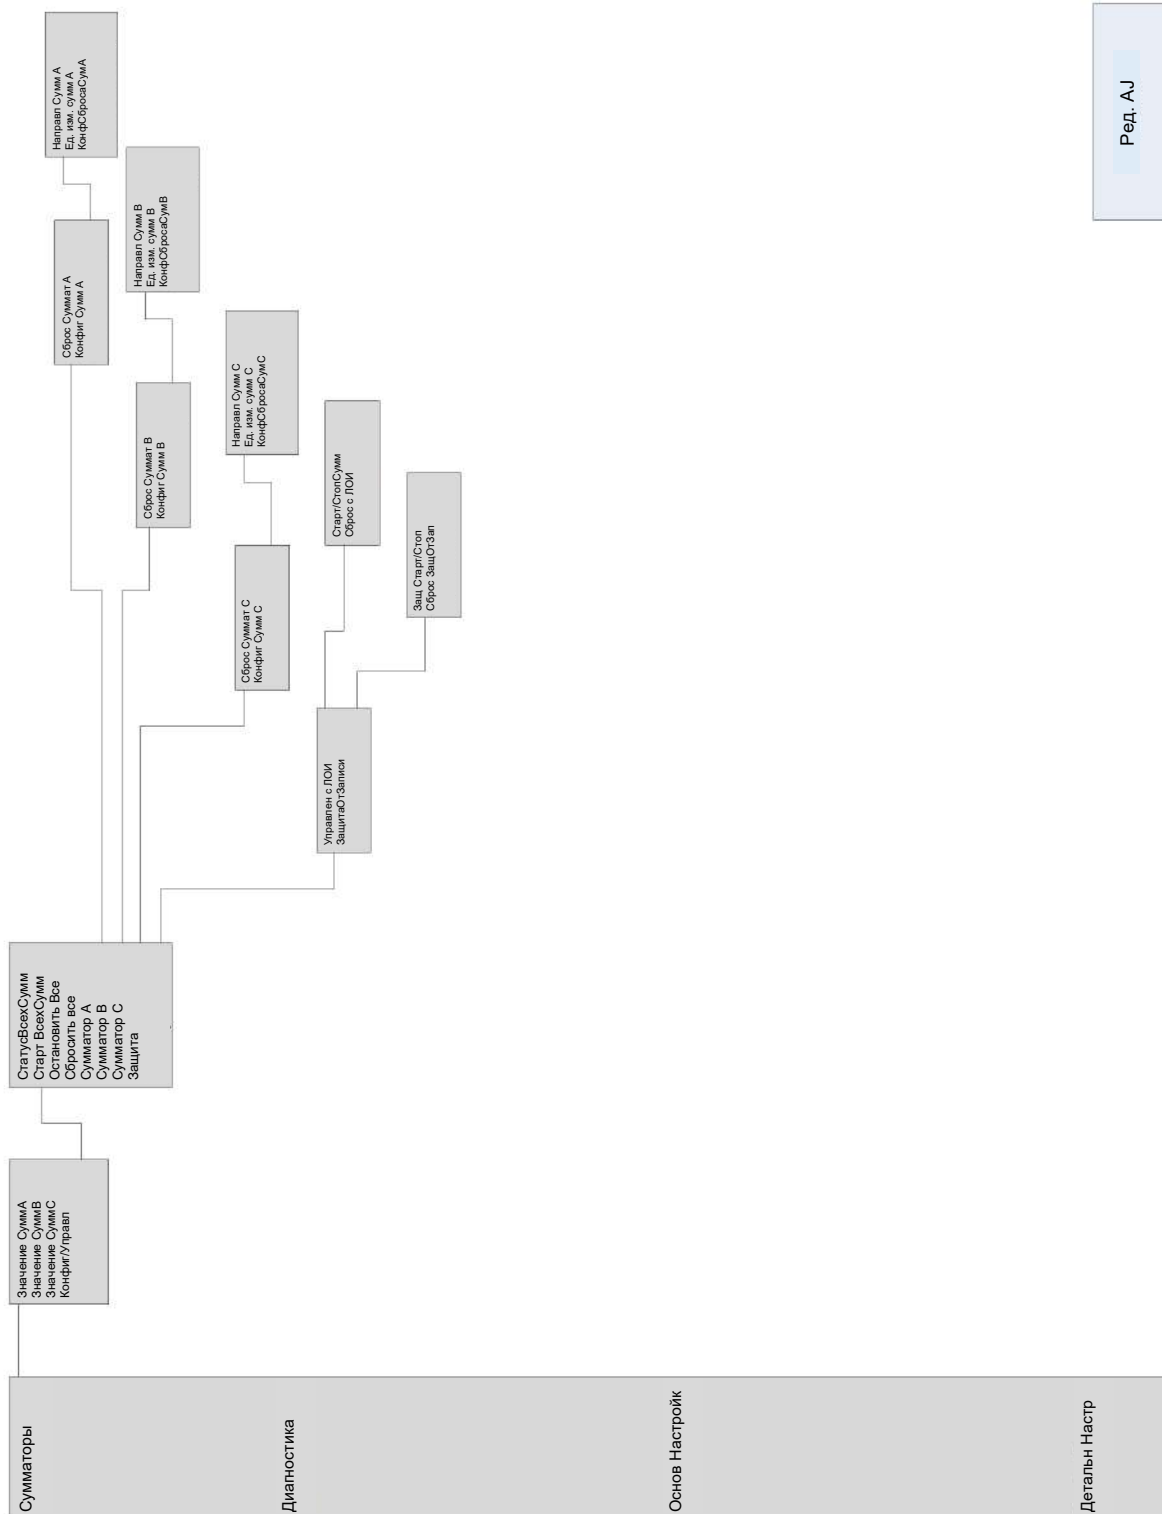 Сумматоры
Диагностика
Основ Настройк
Детальн Настр
Значение СуммА
Значение СуммВ
Значение СуммС
Конфиг/Управл
СтатусВсехСумм
Старт ВсехСумм
Остановить Все
Сбросить все
Сумматор А
Сумматор В
Сумматор С
Защита
Сброс Суммат А
Конфиг Сумм А
Направл Сумм А
Ед. изм. сумм А
КонфСбросаСумА
Сброс Суммат В
Конфиг Сумм В
Направл Сумм В
Ед. изм. сумм В
КонфСбросаСумВ
Сброс Суммат С
Конфиг Сумм С
Направл Сумм С
Ед. изм. сумм С
КонфСбросаСумС
Управлен с ЛОИ
ЗащитаОтЗаписи
Старт/СтопСумм
Сброс с ЛОИ
Защ Старт/Стоп
Сброс ЗащОтЗап
Ред. AJ